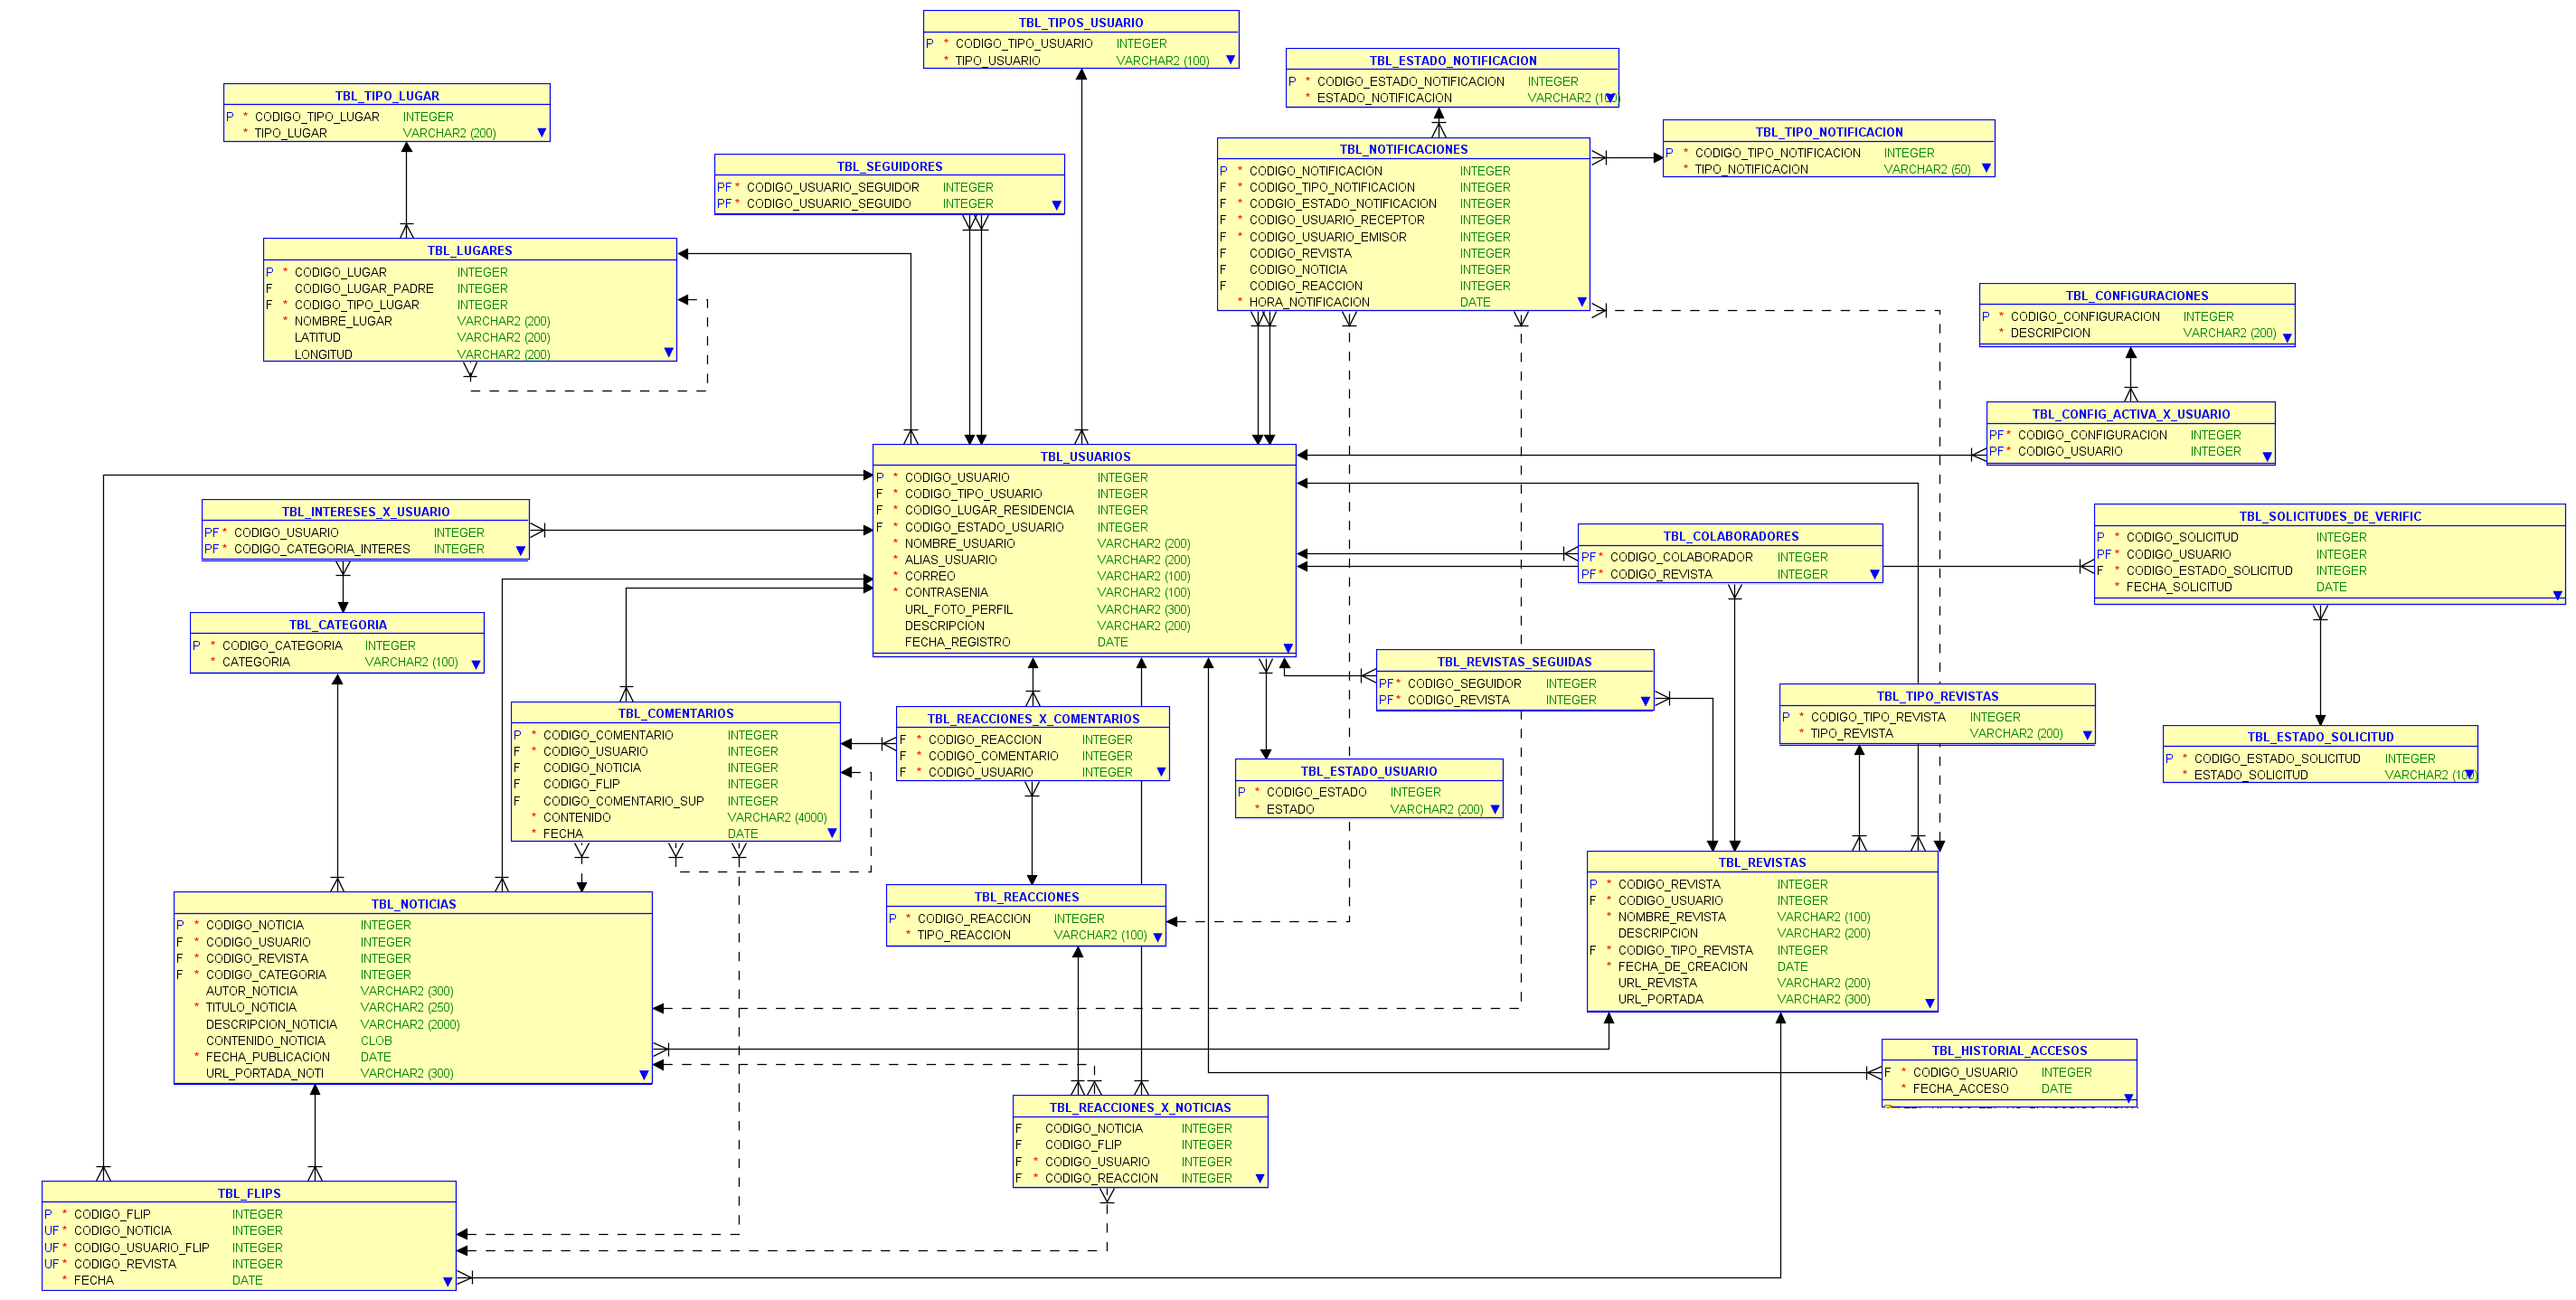 TBL_TIPOS_USUARIO
P * CODIGO_TIPO_USUARIO INTEGER
* TIPO_USUARIO VARCHAR2 (100)
TBL_ESTADO_NOTIFICACION
P * CODIGO_ESTADO_NOTIFICACION INTEGER
* ESTADO_NOTIFICACION VARCHAR2 (100)
TBL_TIPO_LUGAR
P * CODIGO_TIPO_LUGAR INTEGER
* TIPO_LUGAR VARCHAR2 (200)
TBL_TIPO_NOTIFICACION
P * CODIGO_TIPO_NOTIFICACION INTEGER
* TIPO_NOTIFICACION VARCHAR2 (50)
TBL_NOTIFICACIONES
P * CODIGO_NOTIFICACION INTEGER
F * CODIGO_TIPO_NOTIFICACION INTEGER
F * CODGIO_ESTADO_NOTIFICACION INTEGER
F * CODIGO_USUARIO_RECEPTOR INTEGER
F * CODIGO_USUARIO_EMISOR INTEGER
F CODIGO_REVISTA INTEGER
F CODIGO_NOTICIA INTEGER
F CODIGO_REACCION INTEGER
* HORA_NOTIFICACION DATE
TBL_SEGUIDORES
PF * CODIGO_USUARIO_SEGUIDOR INTEGER
PF * CODIGO_USUARIO_SEGUIDO INTEGER
TBL_LUGARES
P * CODIGO_LUGAR INTEGER
F CODIGO_LUGAR_PADRE INTEGER
F * CODIGO_TIPO_LUGAR INTEGER
* NOMBRE_LUGAR VARCHAR2 (200)
LATITUD VARCHAR2 (200)
LONGITUD VARCHAR2 (200)
TBL_CONFIGURACIONES
P * CODIGO_CONFIGURACION INTEGER
* DESCRIPCION VARCHAR2 (200)
TBL_CONFIG_ACTIVA_X_USUARIO
PF * CODIGO_CONFIGURACION INTEGER
PF * CODIGO_USUARIO INTEGER
TBL_USUARIOS
P * CODIGO_USUARIO INTEGER
F * CODIGO_TIPO_USUARIO INTEGER
F * CODIGO_LUGAR_RESIDENCIA INTEGER
F * CODIGO_ESTADO_USUARIO INTEGER
* NOMBRE_USUARIO VARCHAR2 (200)
* ALIAS_USUARIO VARCHAR2 (200)
* CORREO VARCHAR2 (100)
* CONTRASENIA VARCHAR2 (100)
URL_FOTO_PERFIL VARCHAR2 (300)
DESCRIPCION VARCHAR2 (200)
FECHA_REGISTRO DATE
TBL_INTERESES_X_USUARIO
PF * CODIGO_USUARIO INTEGER
PF * CODIGO_CATEGORIA_INTERES INTEGER
TBL_SOLICITUDES_DE_VERIFIC
P * CODIGO_SOLICITUD INTEGER
PF * CODIGO_USUARIO INTEGER
F * CODIGO_ESTADO_SOLICITUD INTEGER
* FECHA_SOLICITUD DATE
TBL_COLABORADORES
PF * CODIGO_COLABORADOR INTEGER
PF * CODIGO_REVISTA INTEGER
TBL_CATEGORIA
P * CODIGO_CATEGORIA INTEGER
* CATEGORIA VARCHAR2 (100)
TBL_REVISTAS_SEGUIDAS
PF * CODIGO_SEGUIDOR INTEGER
PF * CODIGO_REVISTA INTEGER
TBL_TIPO_REVISTAS
P * CODIGO_TIPO_REVISTA INTEGER
* TIPO_REVISTA VARCHAR2 (200)
TBL_COMENTARIOS
P * CODIGO_COMENTARIO INTEGER
F * CODIGO_USUARIO INTEGER
F CODIGO_NOTICIA INTEGER
F CODIGO_FLIP INTEGER
F CODIGO_COMENTARIO_SUP INTEGER
* CONTENIDO VARCHAR2 (4000)
* FECHA DATE
TBL_REACCIONES_X_COMENTARIOS
F * CODIGO_REACCION INTEGER
F * CODIGO_COMENTARIO INTEGER
F * CODIGO_USUARIO INTEGER
TBL_ESTADO_SOLICITUD
P * CODIGO_ESTADO_SOLICITUD INTEGER
* ESTADO_SOLICITUD VARCHAR2 (100)
TBL_ESTADO_USUARIO
P * CODIGO_ESTADO INTEGER
* ESTADO VARCHAR2 (200)
TBL_REVISTAS
P * CODIGO_REVISTA INTEGER
F * CODIGO_USUARIO INTEGER
* NOMBRE_REVISTA VARCHAR2 (100)
DESCRIPCION VARCHAR2 (200)
F * CODIGO_TIPO_REVISTA INTEGER
* FECHA_DE_CREACION DATE
URL_REVISTA VARCHAR2 (200)
URL_PORTADA VARCHAR2 (300)
TBL_REACCIONES
P * CODIGO_REACCION INTEGER
* TIPO_REACCION VARCHAR2 (100)
TBL_NOTICIAS
P * CODIGO_NOTICIA INTEGER
F * CODIGO_USUARIO INTEGER
F * CODIGO_REVISTA INTEGER
F * CODIGO_CATEGORIA INTEGER
AUTOR_NOTICIA VARCHAR2 (300)
* TITULO_NOTICIA VARCHAR2 (250)
DESCRIPCION_NOTICIA VARCHAR2 (2000)
CONTENIDO_NOTICIA CLOB
* FECHA_PUBLICACION DATE
URL_PORTADA_NOTI VARCHAR2 (300)
TBL_HISTORIAL_ACCESOS
F * CODIGO_USUARIO INTEGER
* FECHA_ACCESO DATE
TBL_REACCIONES_X_NOTICIAS
F CODIGO_NOTICIA INTEGER
F CODIGO_FLIP INTEGER
F * CODIGO_USUARIO INTEGER
F * CODIGO_REACCION INTEGER
TBL_FLIPS
P * CODIGO_FLIP INTEGER
UF * CODIGO_NOTICIA INTEGER
UF * CODIGO_USUARIO_FLIP INTEGER
UF * CODIGO_REVISTA INTEGER
* FECHA DATE